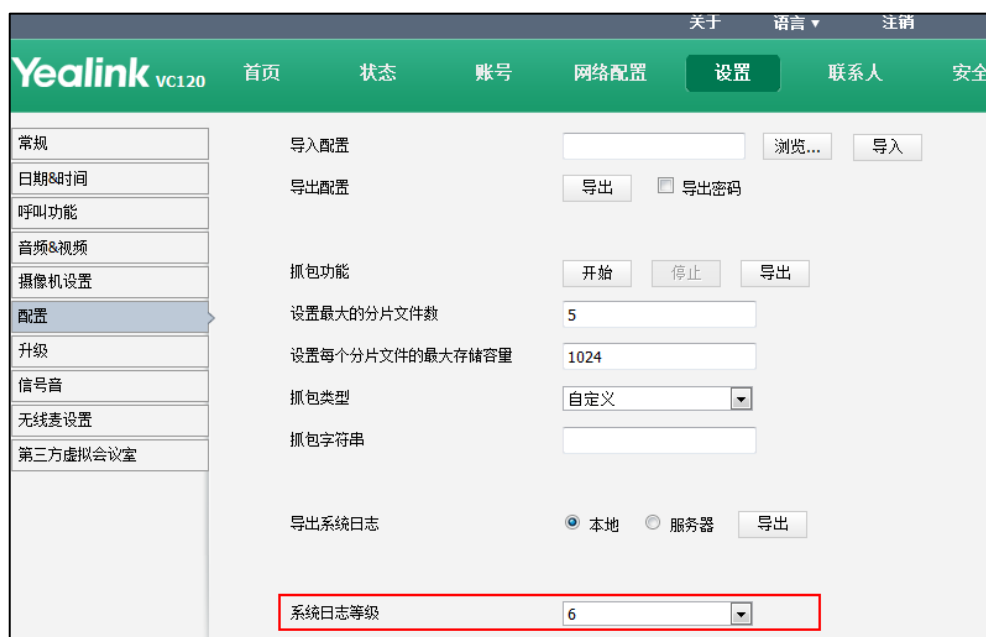 关于 语言 ▼ 注销
Yealink VC120 首页 状态 账号 网络配置 设置 联系人 安全
常规
日期&时间
呼叫功能
音频&视频
摄像机设置
配置
升级
信号音
无线麦设置
第三方虚拟会议室
导入配置 浏览... 导入
导出配置 导出 导出密码
抓包功能 开始 停止 导出
设置最大的分片文件数 5
设置每个分片文件的最大存储容量 1024
抓包类型 自定义
抓包字符串
导出系统日志 本地 服务器 导出
系统日志等级 6